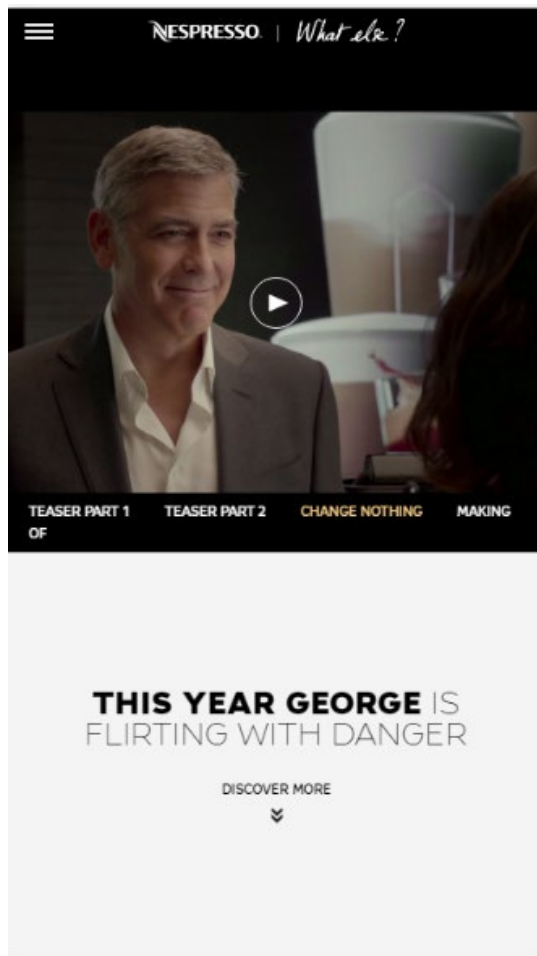 NESPRESSO. | What else?
TEASER PART 1 TEASER PART 2 CHANGE NOTHING MAKING
OF
THIS YEAR GEORGE IS
FLIRTING WITH DANGER
DISCOVER MORE